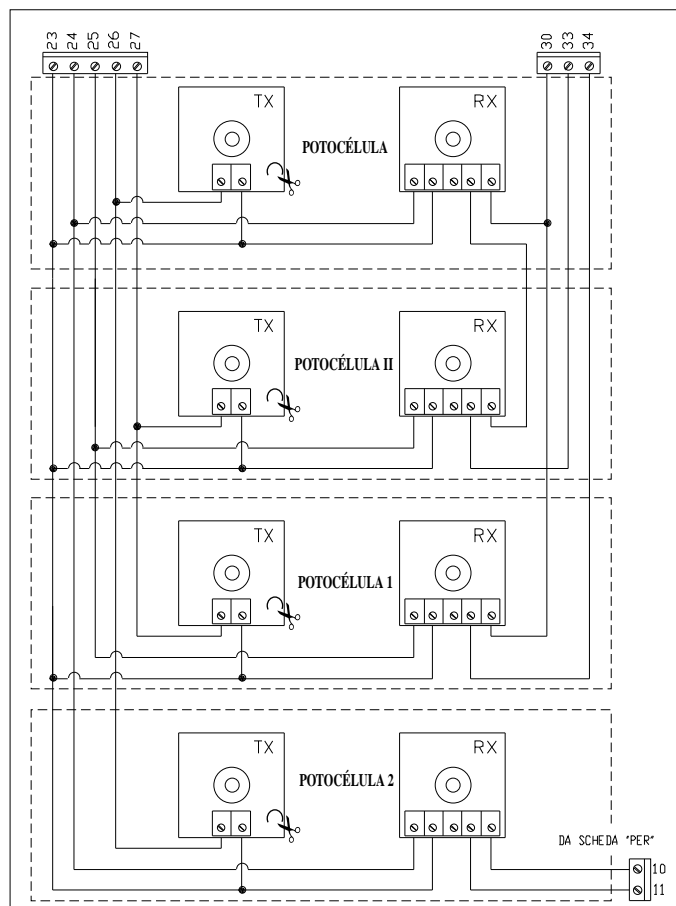 23 24 25 26 27
30 33 34
TX
RX
POTOCÉLULA
TX
RX
POTOCÉLULA II
TX
RX
POTOCÉLULA 1
TX
RX
POTOCÉLULA 2
DA SCHEDA "PER"
10
11